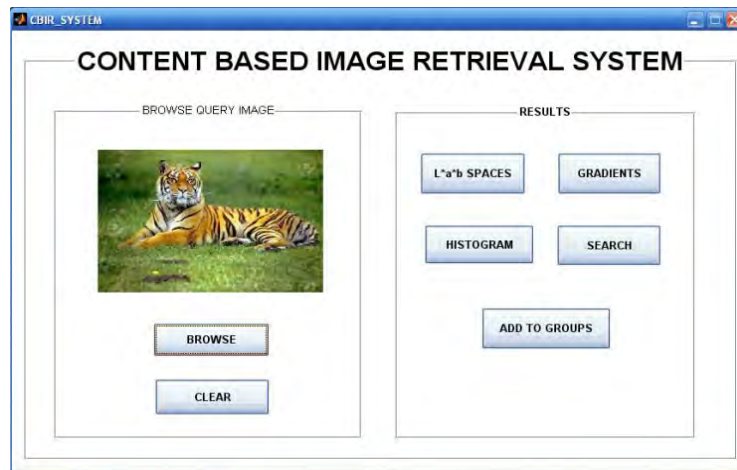 CBIR_SYSTEM
CONTENT BASED IMAGE RETRIEVAL SYSTEM
BROWSE QUERY IMAGE
BROWSE
CLEAR
RESULTS
L*a*b SPACES
GRADIENTS
HISTOGRAM
SEARCH
ADD TO GROUPS